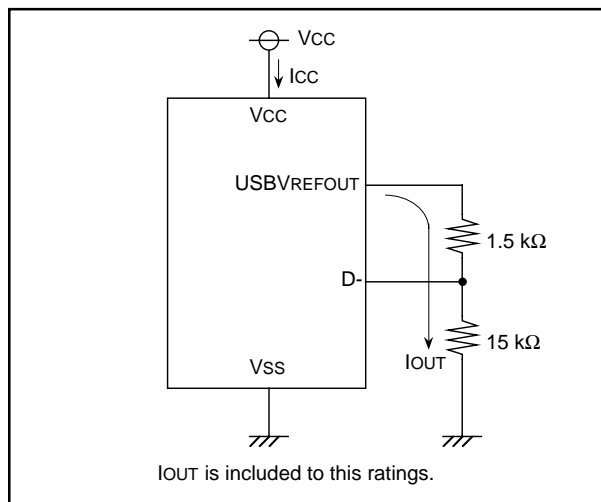 VCC
ICC
VCC
USBVREFOUT
1.5 kΩ
D-
15 kΩ
IOUT
VSS
IOUT is included to this ratings.